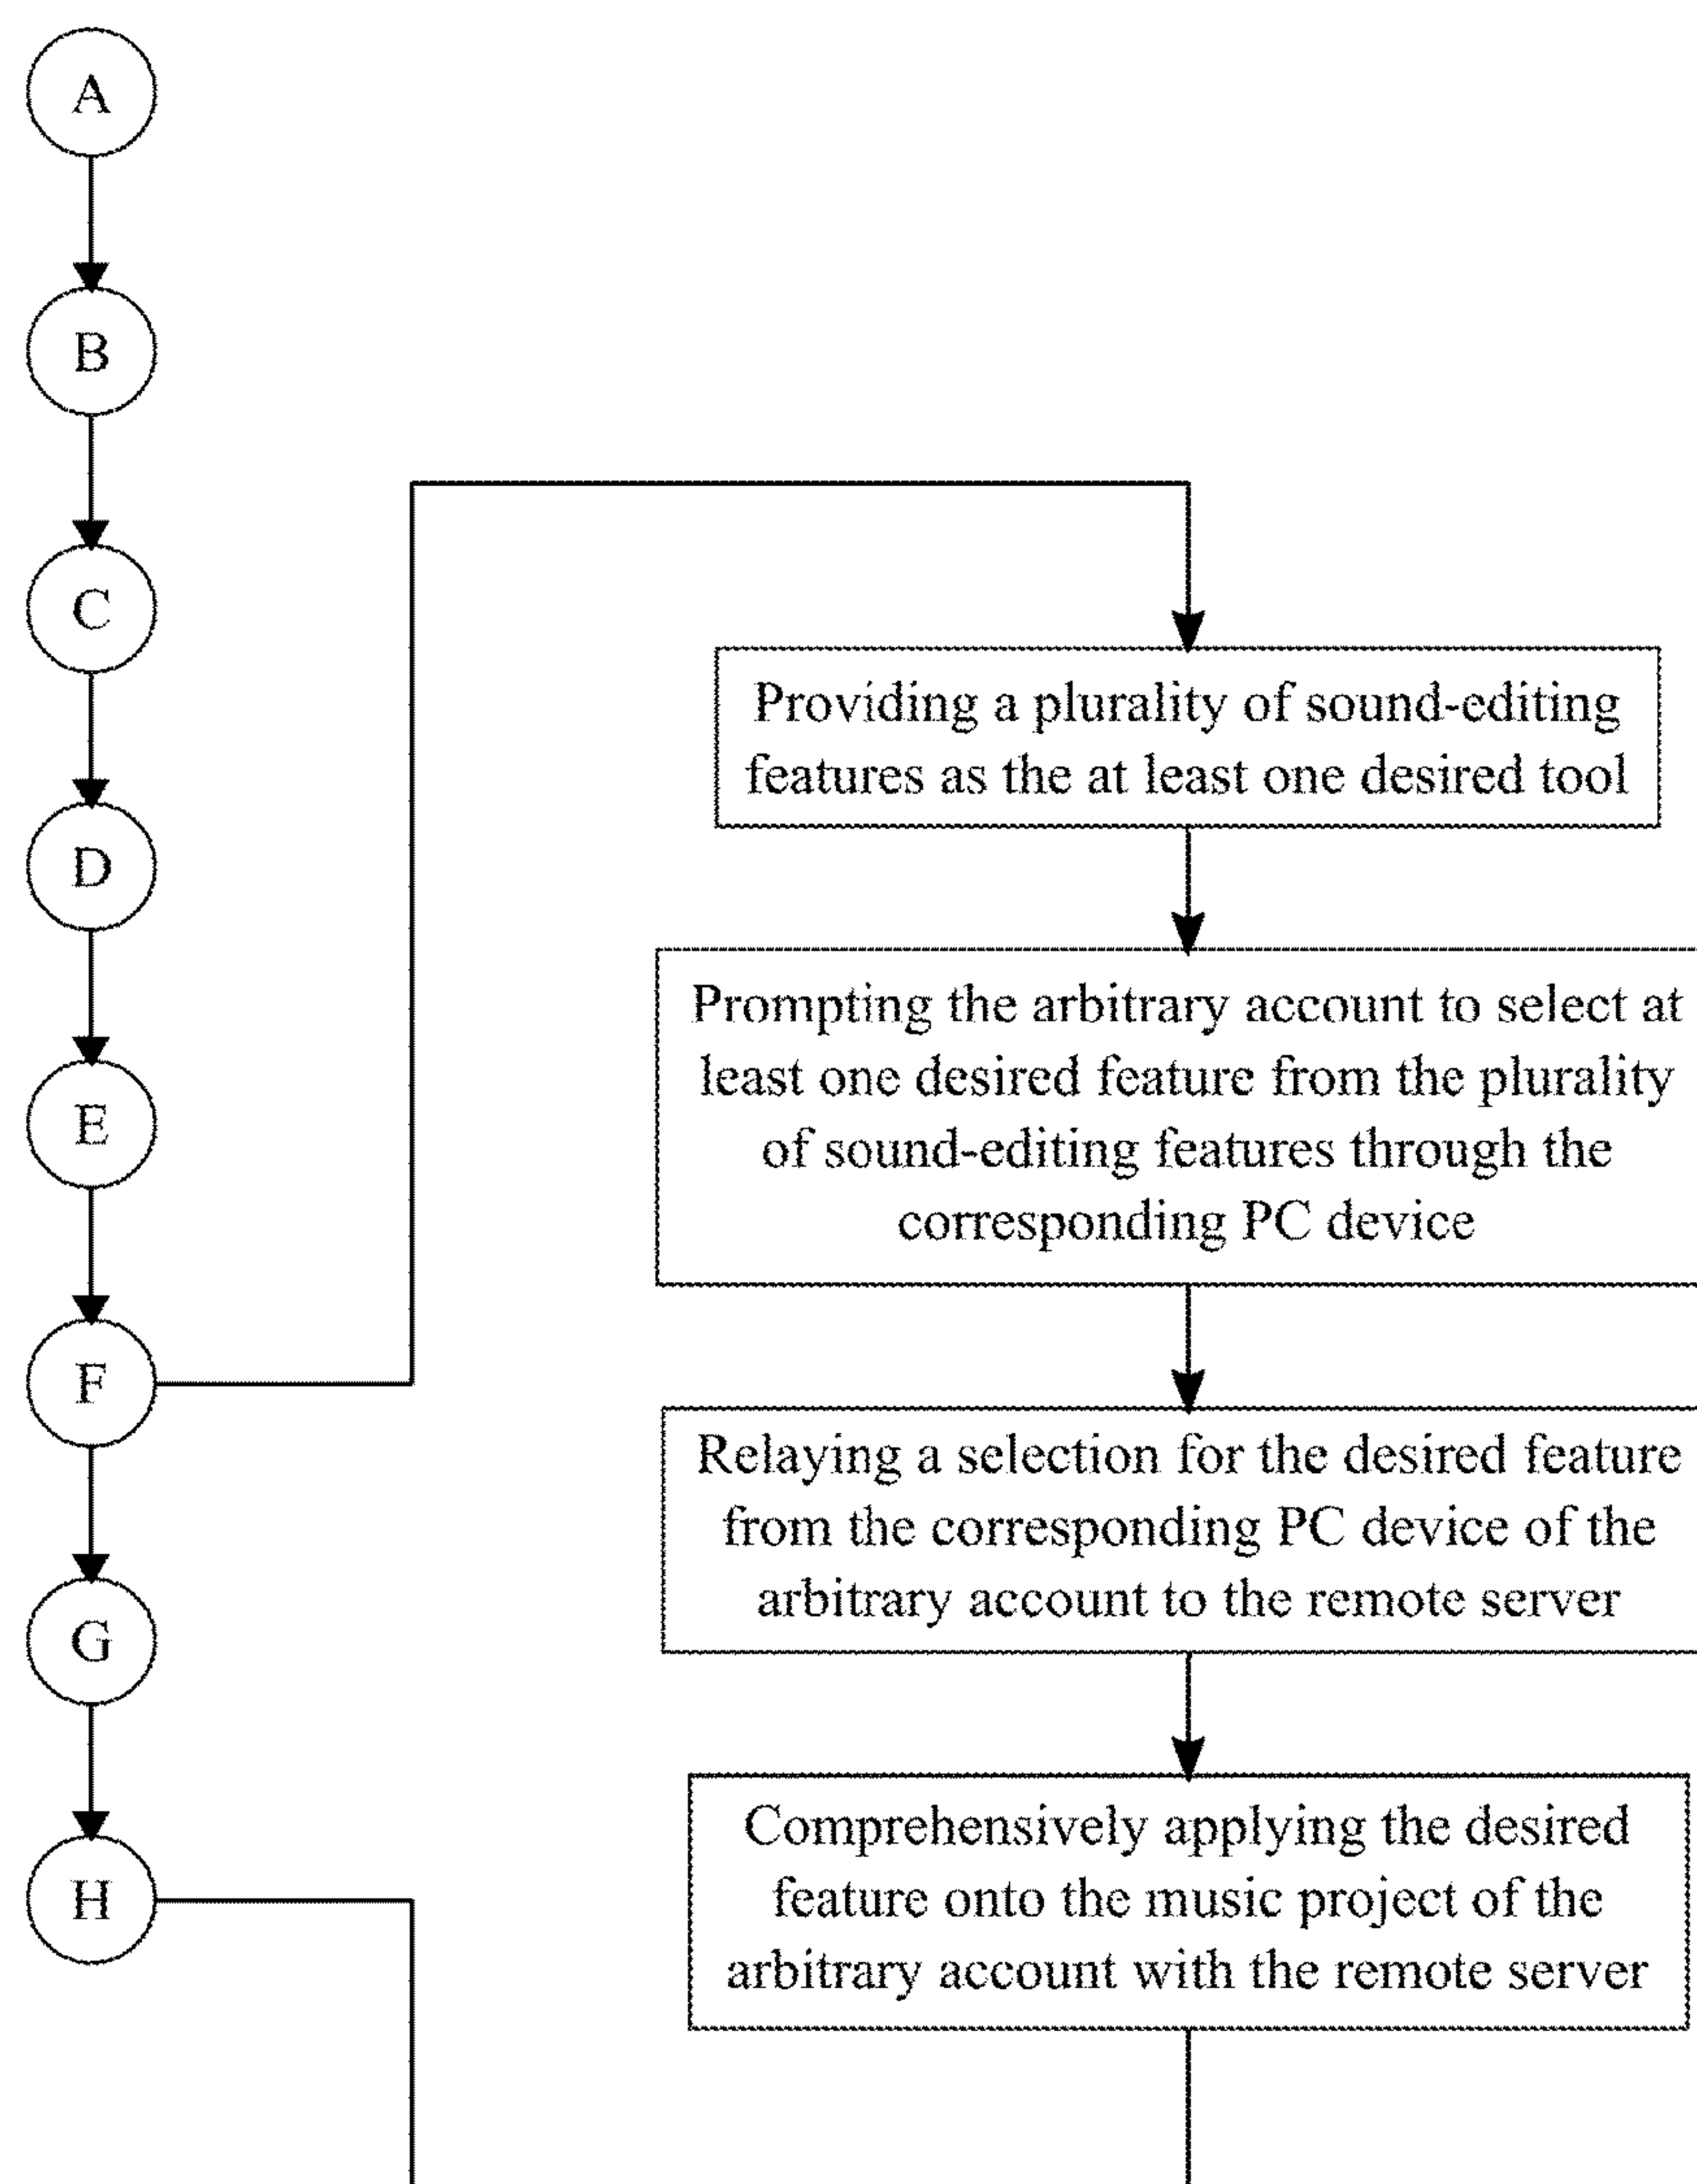 A
B
C
D
E
F
G
H
Providing a plurality of sound-editing
features as the at least one desired tool
Prompting the arbitrary account to select at
least one desired feature from the plurality
of sound-editing features through the
corresponding PC device
Relaying a selection for the desired feature
from the corresponding PC device of the
arbitrary account to the remote server
Comprehensively applying the desired
feature onto the music project of the
arbitrary account with the remote server